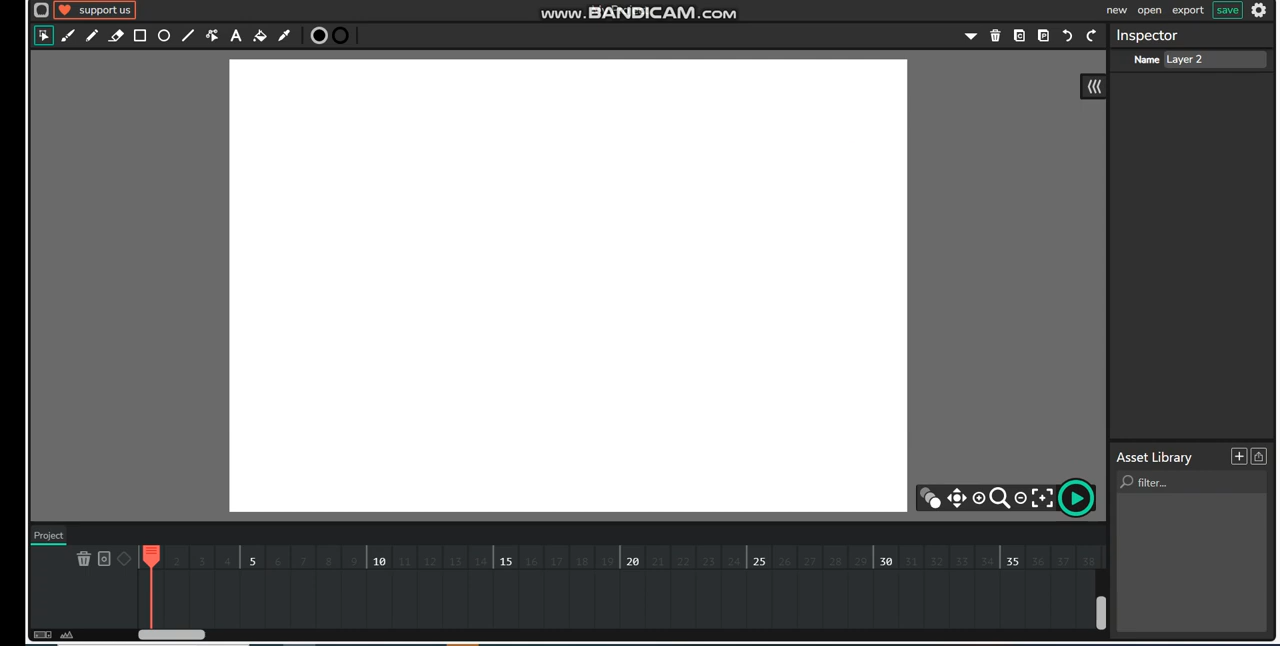 support us
www.BANDICAM.com
new open export save
Inspector
Name Layer 2
Asset Library
filter...
Project
2 3 4 5 6 7 8 9 10 11 12 13 14 15 16 17 18 19 20 21 22 23 24 25 26 27 28 29 30 31 32 33 34 35 36 37 38